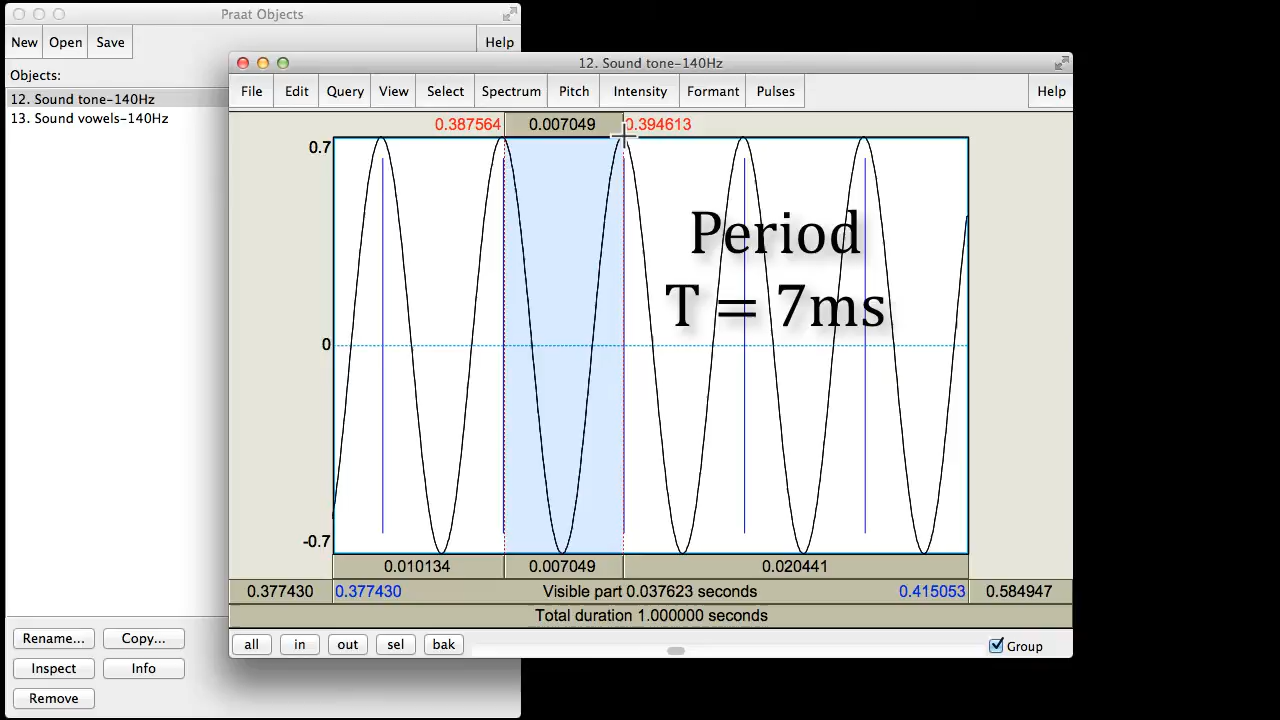 Praat Objects
New Open Save Help
Objects:
12. Sound tone-140Hz
13. Sound vowels-140Hz
Rename... Copy...
Inspect Info
Remove
12. Sound tone-140Hz
File Edit Query View Select Spectrum Pitch Intensity Formant Pulses Help
0.387564 0.007049 0.394613
0.7
Period
T = 7ms
0
-0.7
0.010134 0.007049 0.020441
0.377430 0.377430 Visible part 0.037623 seconds 0.415053 0.584947
Total duration 1.000000 seconds
all in out sel bak Group